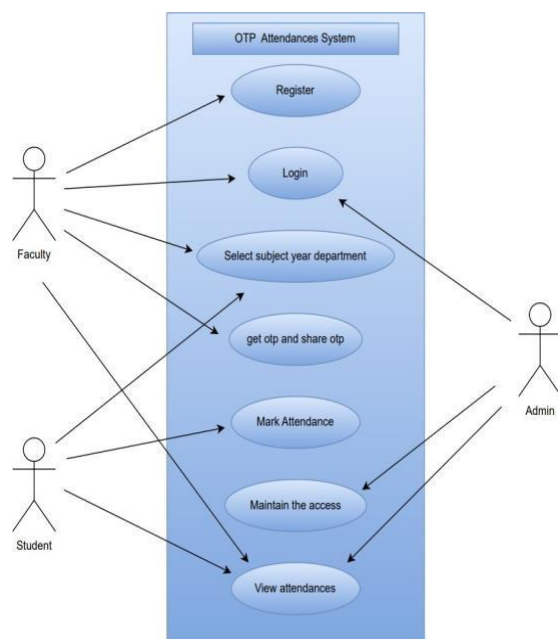 OTP Attendances System
Register
Login
Faculty
Select subject year department
get otp and share otp
Admin
Mark Attendance
Maintain the access
Student
View attendances